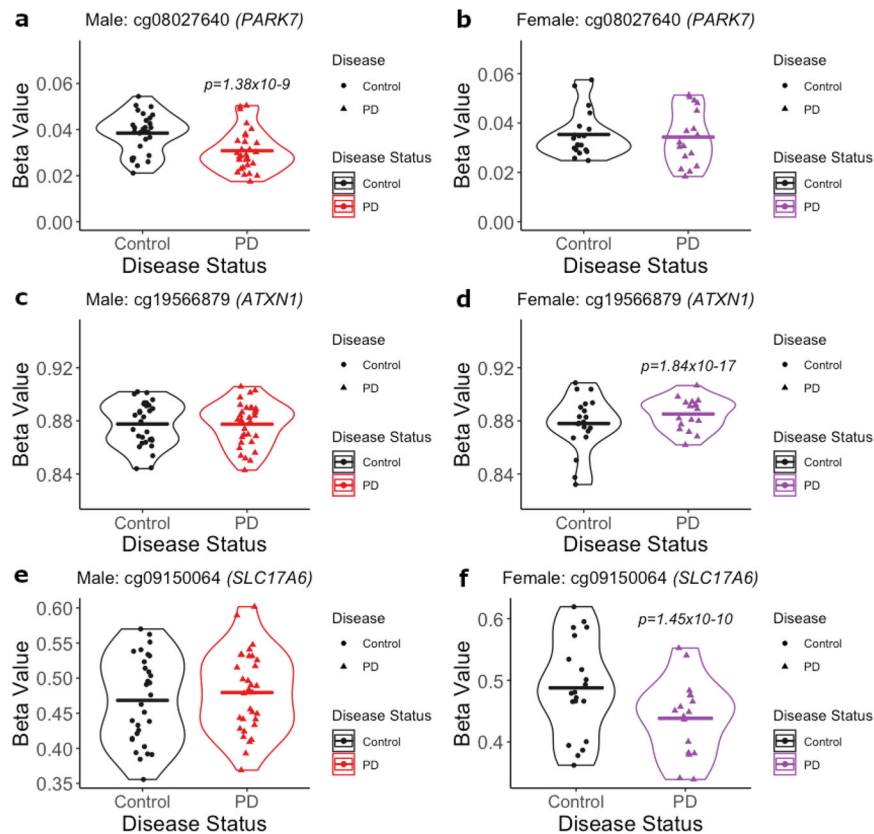 a Male: cg08027640 (PARK7)
Beta Value
0.06
0.04
0.02
0.00
p=1.38x10-9
Control PD
Disease Status
Disease
Control
PD
Disease Status
Control
PD
b Female: cg08027640 (PARK7)
Beta Value
0.06
0.04
0.02
0.00
Control PD
Disease Status
Disease
Control
PD
Disease Status
Control
PD
c Male: cg19566879 (ATXN1)
Beta Value
0.92
0.88
0.84
Control PD
Disease Status
Disease
Control
PD
Disease Status
Control
PD
d Female: cg19566879 (ATXN1)
Beta Value
0.92
0.88
0.84
p=1.84x10-17
Control PD
Disease Status
Disease
Control
PD
Disease Status
Control
PD
e Male: cg09150064 (SLC17A6)
Beta Value
0.60
0.55
0.50
0.45
0.40
0.35
Control PD
Disease Status
Disease
Control
PD
Disease Status
Control
PD
f Female: cg09150064 (SLC17A6)
Beta Value
0.6
0.5
0.4
p=1.45x10-10
Control PD
Disease Status
Disease
Control
PD
Disease Status
Control
PD